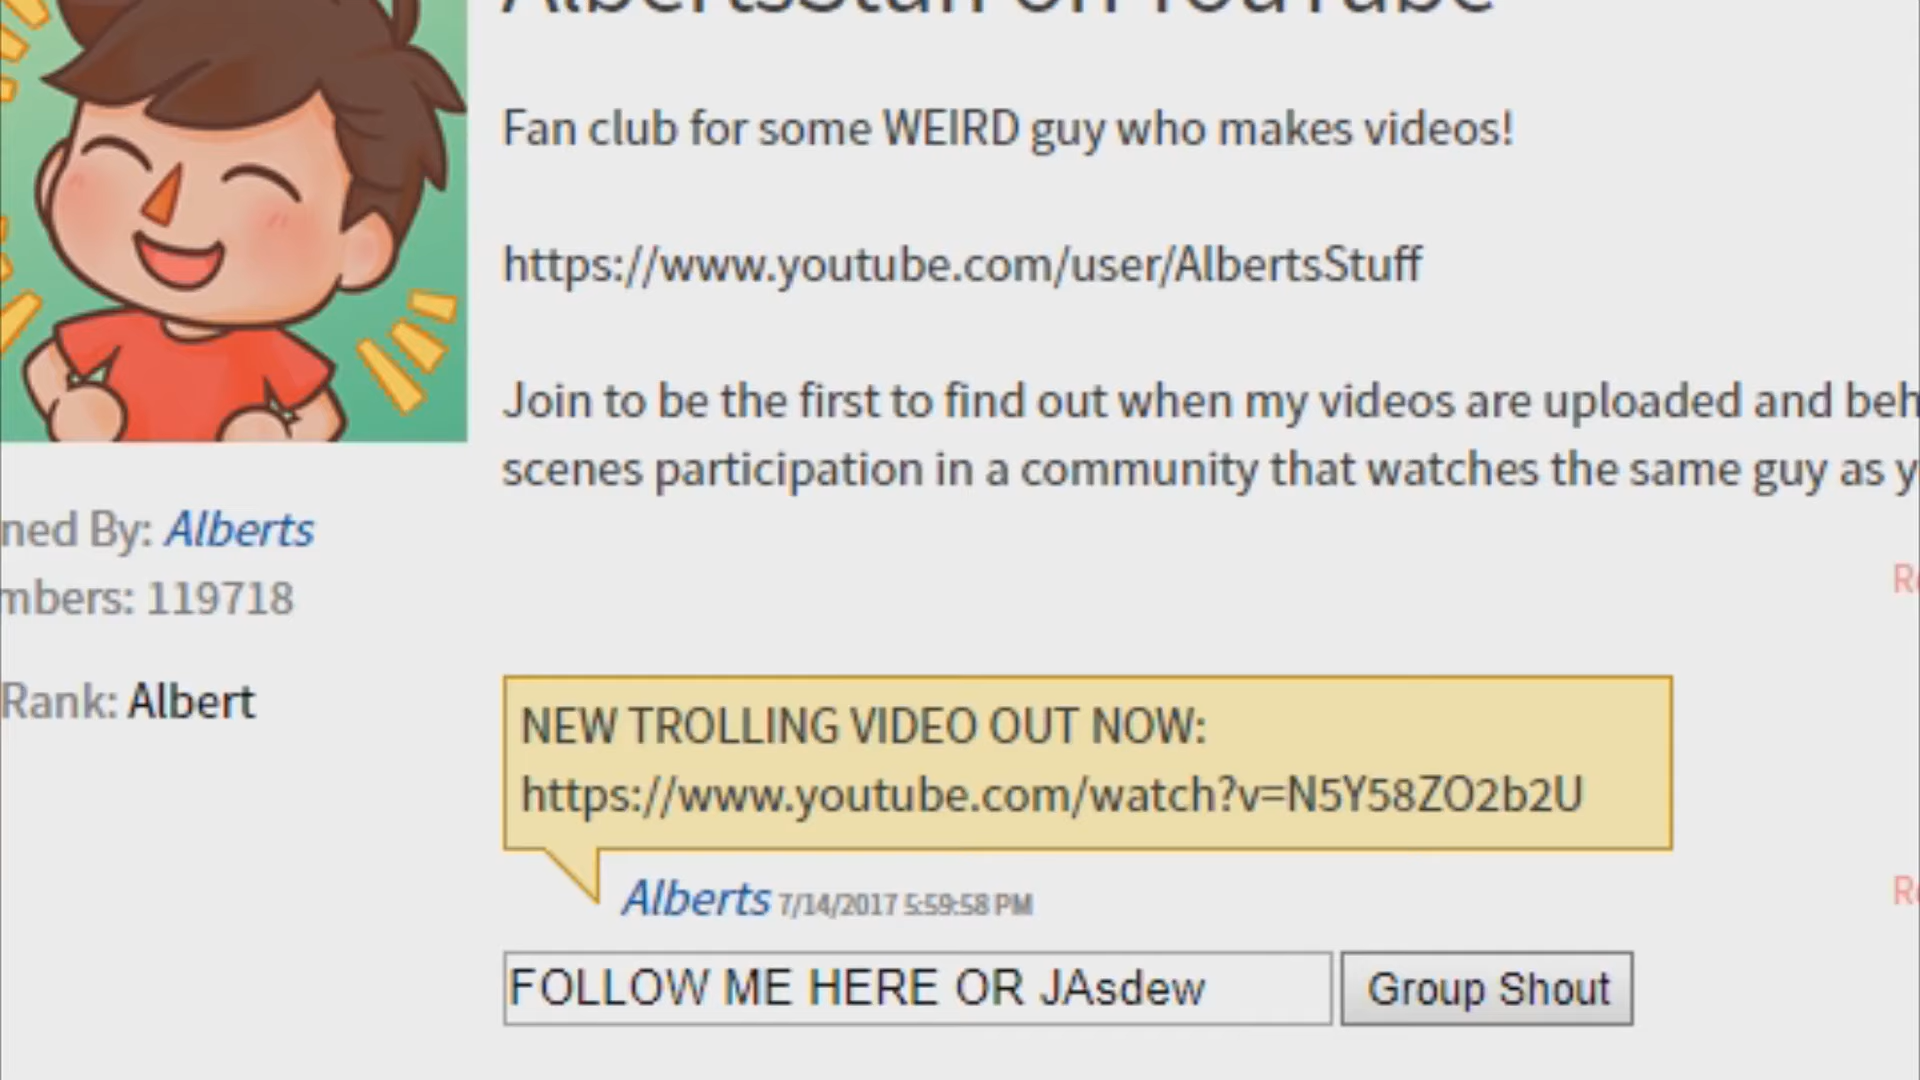 AlbertsStuff on YouTube
Fan club for some WEIRD guy who makes videos!
https://www.youtube.com/user/AlbertsStuff
Join to be the first to find out when my videos are uploaded and beh
scenes participation in a community that watches the same guy as y
ned By: Alberts
mbers: 119718
Rank: Albert
NEW TROLLING VIDEO OUT NOW:
https://www.youtube.com/watch?v=N5Y58ZO2b2U
Alberts 7/14/2017 5:59:58 PM
FOLLOW ME HERE OR JAsdew
Group Shout